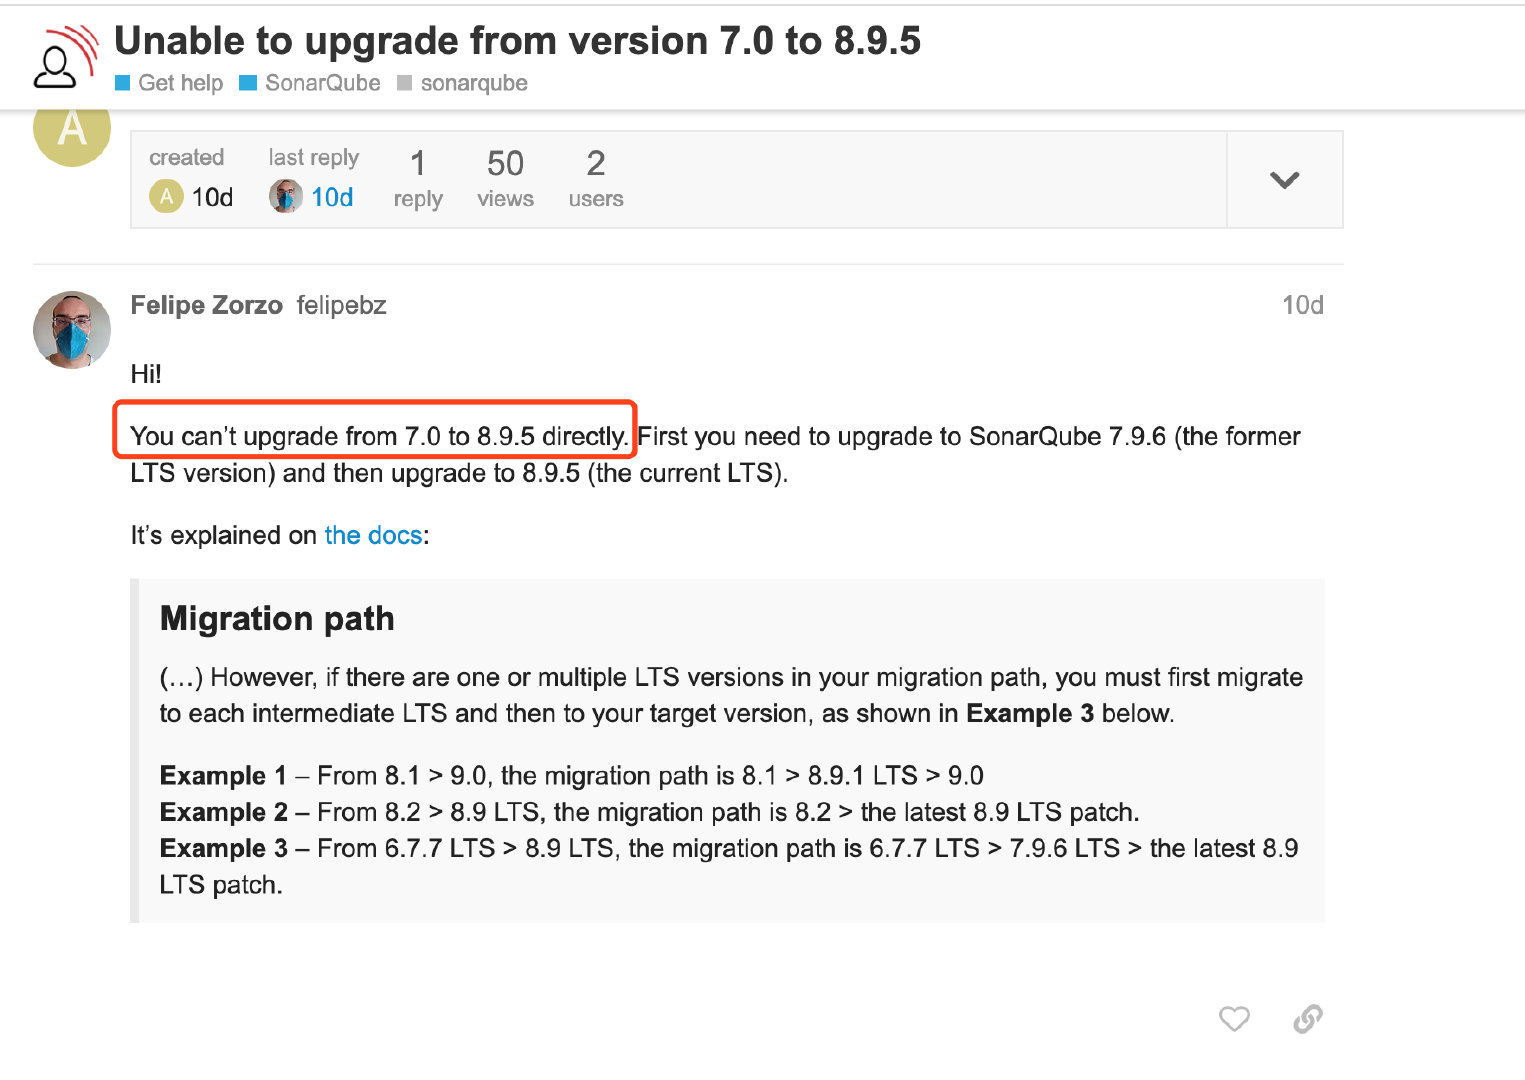 Unable to upgrade from version 7.0 to 8.9.5
Get help SonarQube sonarqube
A
created last reply 1 50 2
A 10d 10d reply views users
Felipe Zorzo felipebz 10d
Hi!
You can’t upgrade from 7.0 to 8.9.5 directly. First you need to upgrade to SonarQube 7.9.6 (the former
LTS version) and then upgrade to 8.9.5 (the current LTS).
It’s explained on the docs:
Migration path
(…) However, if there are one or multiple LTS versions in your migration path, you must first migrate
to each intermediate LTS and then to your target version, as shown in Example 3 below.
Example 1 – From 8.1 > 9.0, the migration path is 8.1 > 8.9.1 LTS > 9.0
Example 2 – From 8.2 > 8.9 LTS, the migration path is 8.2 > the latest 8.9 LTS patch.
Example 3 – From 6.7.7 LTS > 8.9 LTS, the migration path is 6.7.7 LTS > 7.9.6 LTS > the latest 8.9
LTS patch.